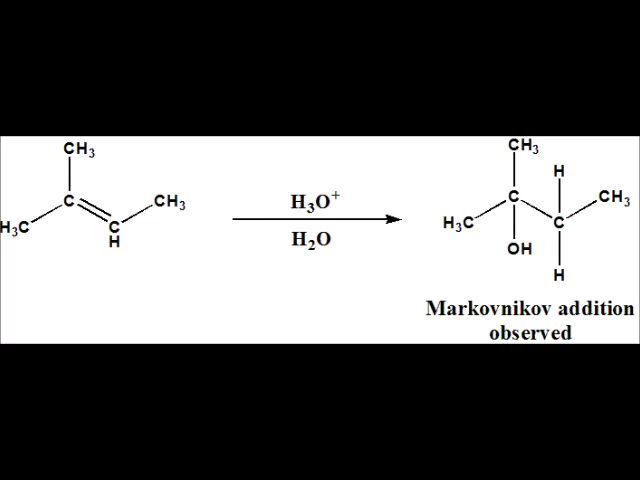 CH3
C
CH3
H3C
C
H
H3O+
H2O
CH3
H
C
CH3
H3C
C
OH
H
Markovnikov addition
observed